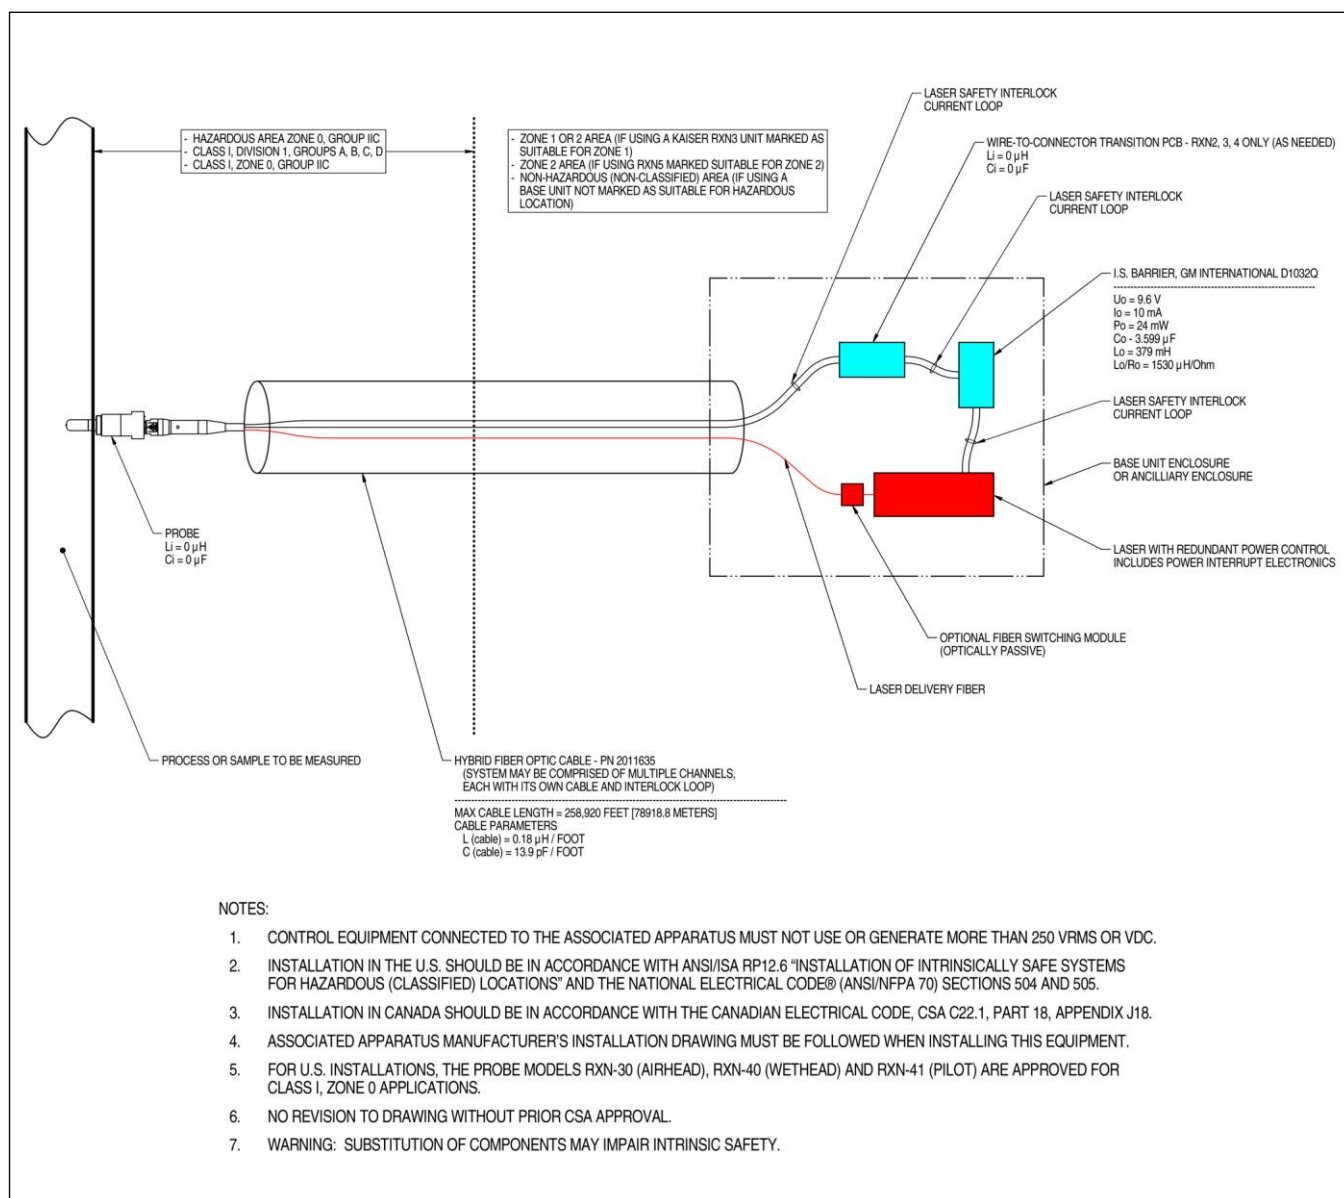 - HAZARDOUS AREA ZONE 0, GROUP IIC
- CLASS I, DIVISION 1, GROUPS A, B, C, D
- CLASS I, ZONE 0, GROUP IIC
- ZONE 1 OR 2 AREA (IF USING A KAISER RXN3 UNIT MARKED AS
SUITABLE FOR ZONE 1)
- ZONE 2 AREA (IF USING RXN5 MARKED SUITABLE FOR ZONE 2)
- NON-HAZARDOUS (NON-CLASSIFIED) AREA (IF USING A
BASE UNIT NOT MARKED AS SUITABLE FOR HAZARDOUS
LOCATION)
LASER SAFETY INTERLOCK
CURRENT LOOP
WIRE-TO-CONNECTOR TRANSITION PCB - RXN2, 3, 4 ONLY (AS NEEDED)
Li = 0 µH
Ci = 0 µF
LASER SAFETY INTERLOCK
CURRENT LOOP
I.S. BARRIER, GM INTERNATIONAL D1032Q
Uo = 9.6 V
Io = 10 mA
Po = 24 mW
Co - 3.599 µF
Lo = 379 mH
Lo/Ro = 1530 µH/Ohm
LASER SAFETY INTERLOCK
CURRENT LOOP
BASE UNIT ENCLOSURE
OR ANCILLIARY ENCLOSURE
PROBE
Li = 0 µH
Ci = 0 µF
LASER WITH REDUNDANT POWER CONTROL
INCLUDES POWER INTERRUPT ELECTRONICS
OPTIONAL FIBER SWITCHING MODULE
(OPTICALLY PASSIVE)
LASER DELIVERY FIBER
PROCESS OR SAMPLE TO BE MEASURED
HYBRID FIBER OPTIC CABLE - PN 2011635
(SYSTEM MAY BE COMPRISED OF MULTIPLE CHANNELS,
EACH WITH ITS OWN CABLE AND INTERLOCK LOOP)
MAX CABLE LENGTH = 258,920 FEET [78918.8 METERS]
CABLE PARAMETERS
L (cable) = 0.18 µH / FOOT
C (cable) = 13.9 pF / FOOT
NOTES:
1. CONTROL EQUIPMENT CONNECTED TO THE ASSOCIATED APPARATUS MUST NOT USE OR GENERATE MORE THAN 250 VRMS OR VDC.
2. INSTALLATION IN THE U.S. SHOULD BE IN ACCORDANCE WITH ANSI/ISA RP12.6 “INSTALLATION OF INTRINSICALLY SAFE SYSTEMS
FOR HAZARDOUS (CLASSIFIED) LOCATIONS” AND THE NATIONAL ELECTRICAL CODE® (ANSI/NFPA 70) SECTIONS 504 AND 505.
3. INSTALLATION IN CANADA SHOULD BE IN ACCORDANCE WITH THE CANADIAN ELECTRICAL CODE, CSA C22.1, PART 18, APPENDIX J18.
4. ASSOCIATED APPARATUS MANUFACTURER'S INSTALLATION DRAWING MUST BE FOLLOWED WHEN INSTALLING THIS EQUIPMENT.
5. FOR U.S. INSTALLATIONS, THE PROBE MODELS RXN-30 (AIRHEAD), RXN-40 (WETHEAD) AND RXN-41 (PILOT) ARE APPROVED FOR
CLASS I, ZONE 0 APPLICATIONS.
6. NO REVISION TO DRAWING WITHOUT PRIOR CSA APPROVAL.
7. WARNING: SUBSTITUTION OF COMPONENTS MAY IMPAIR INTRINSIC SAFETY.